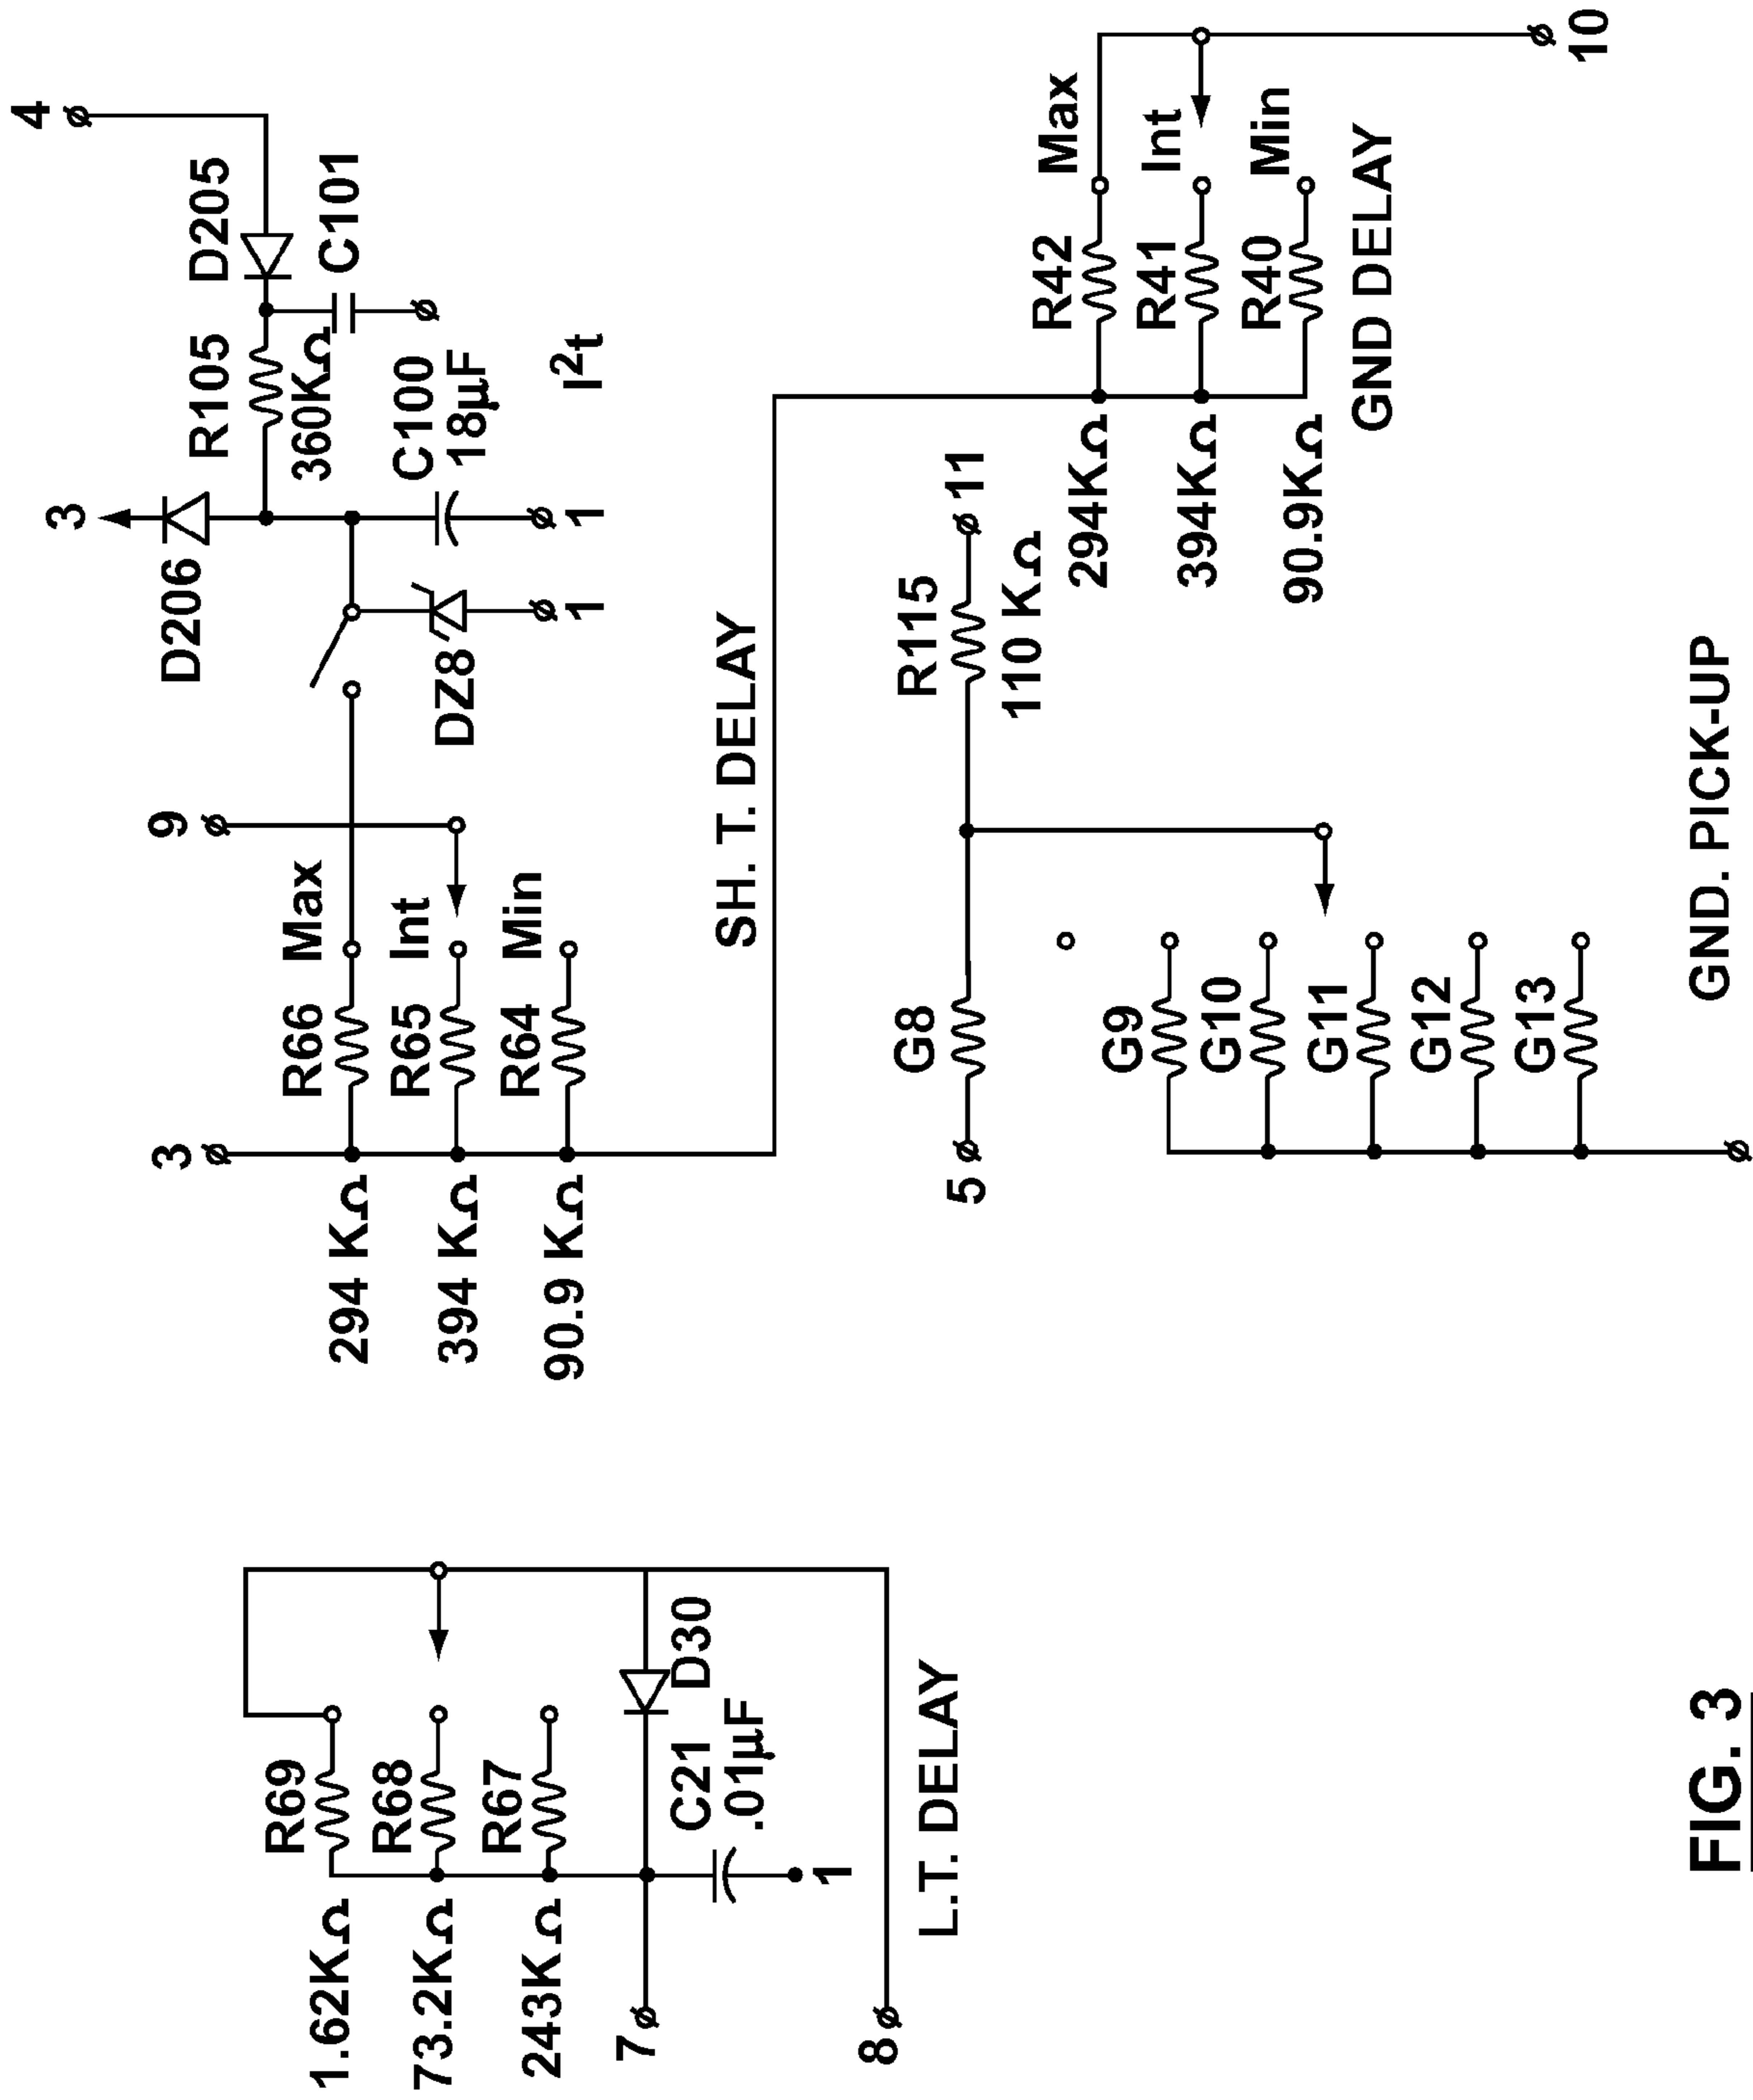 4
3
D206
R105
360KΩ
D205
C101
C100
18µF
I²t
1
DZ8
1
9
3
294 KΩ
R66
Max
394 KΩ
R65
Int
90.9 KΩ
R64
Min
SH. T. DELAY
1.62KΩ
R69
73.2KΩ
R68
243KΩ
R67
7
C21
.01µF
D30
1
8
L.T. DELAY
5
G8
R115
110 KΩ
11
G9
G10
G11
G12
G13
GND. PICK-UP
294KΩ
R42
Max
394KΩ
R41
Int
90.9KΩ
R40
Min
GND DELAY
10
FIG. 3